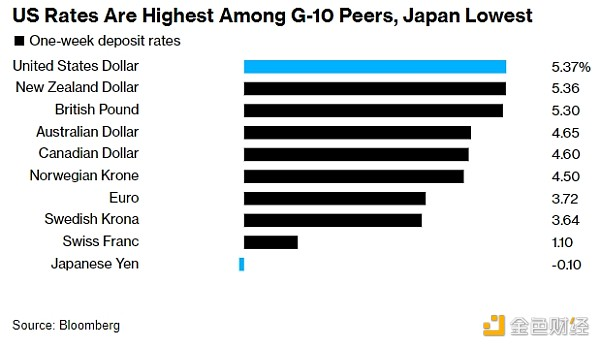 US Rates Are Highest Among G-10 Peers, Japan Lowest
One-week deposit rates
United States Dollar 5.37%
New Zealand Dollar 5.36
British Pound 5.30
Australian Dollar 4.65
Canadian Dollar 4.60
Norwegian Krone 4.50
Euro 3.72
Swedish Krona 3.64
Swiss Franc 1.10
Japanese Yen -0.10
Source: Bloomberg
金色财经